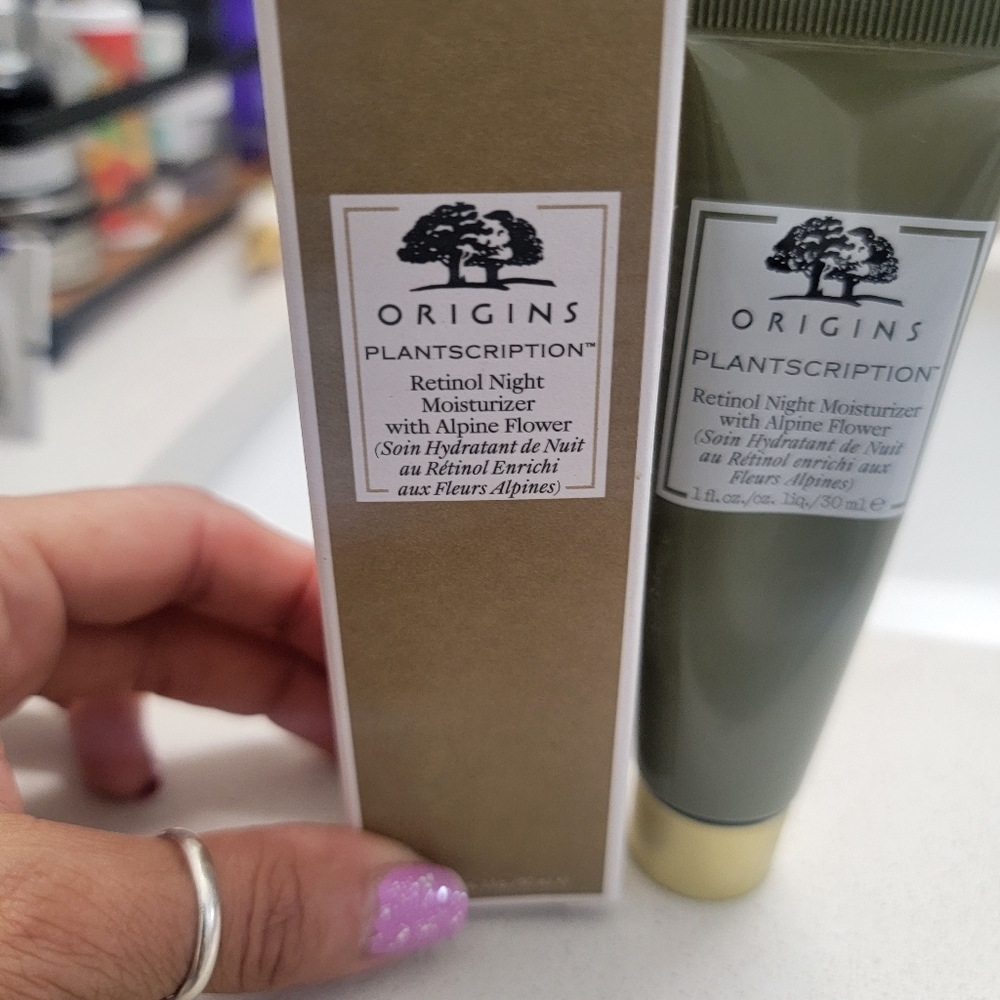 ORIGINS
PLANTSCRIPTION™
Retinol Night
Moisturizer
with Alpine Flower
(Soin Hydratant de Nuit
au Rétinol Enrichi
aux Fleurs Alpines)
ORIGINS
PLANTSCRIPTION™
Retinol Night Moisturizer
with Alpine Flower
(Soin Hydratant de Nuit
au Rétinol enrichi aux
Fleurs Alpines)
1 fl. oz./oz. liq./30 ml ℮